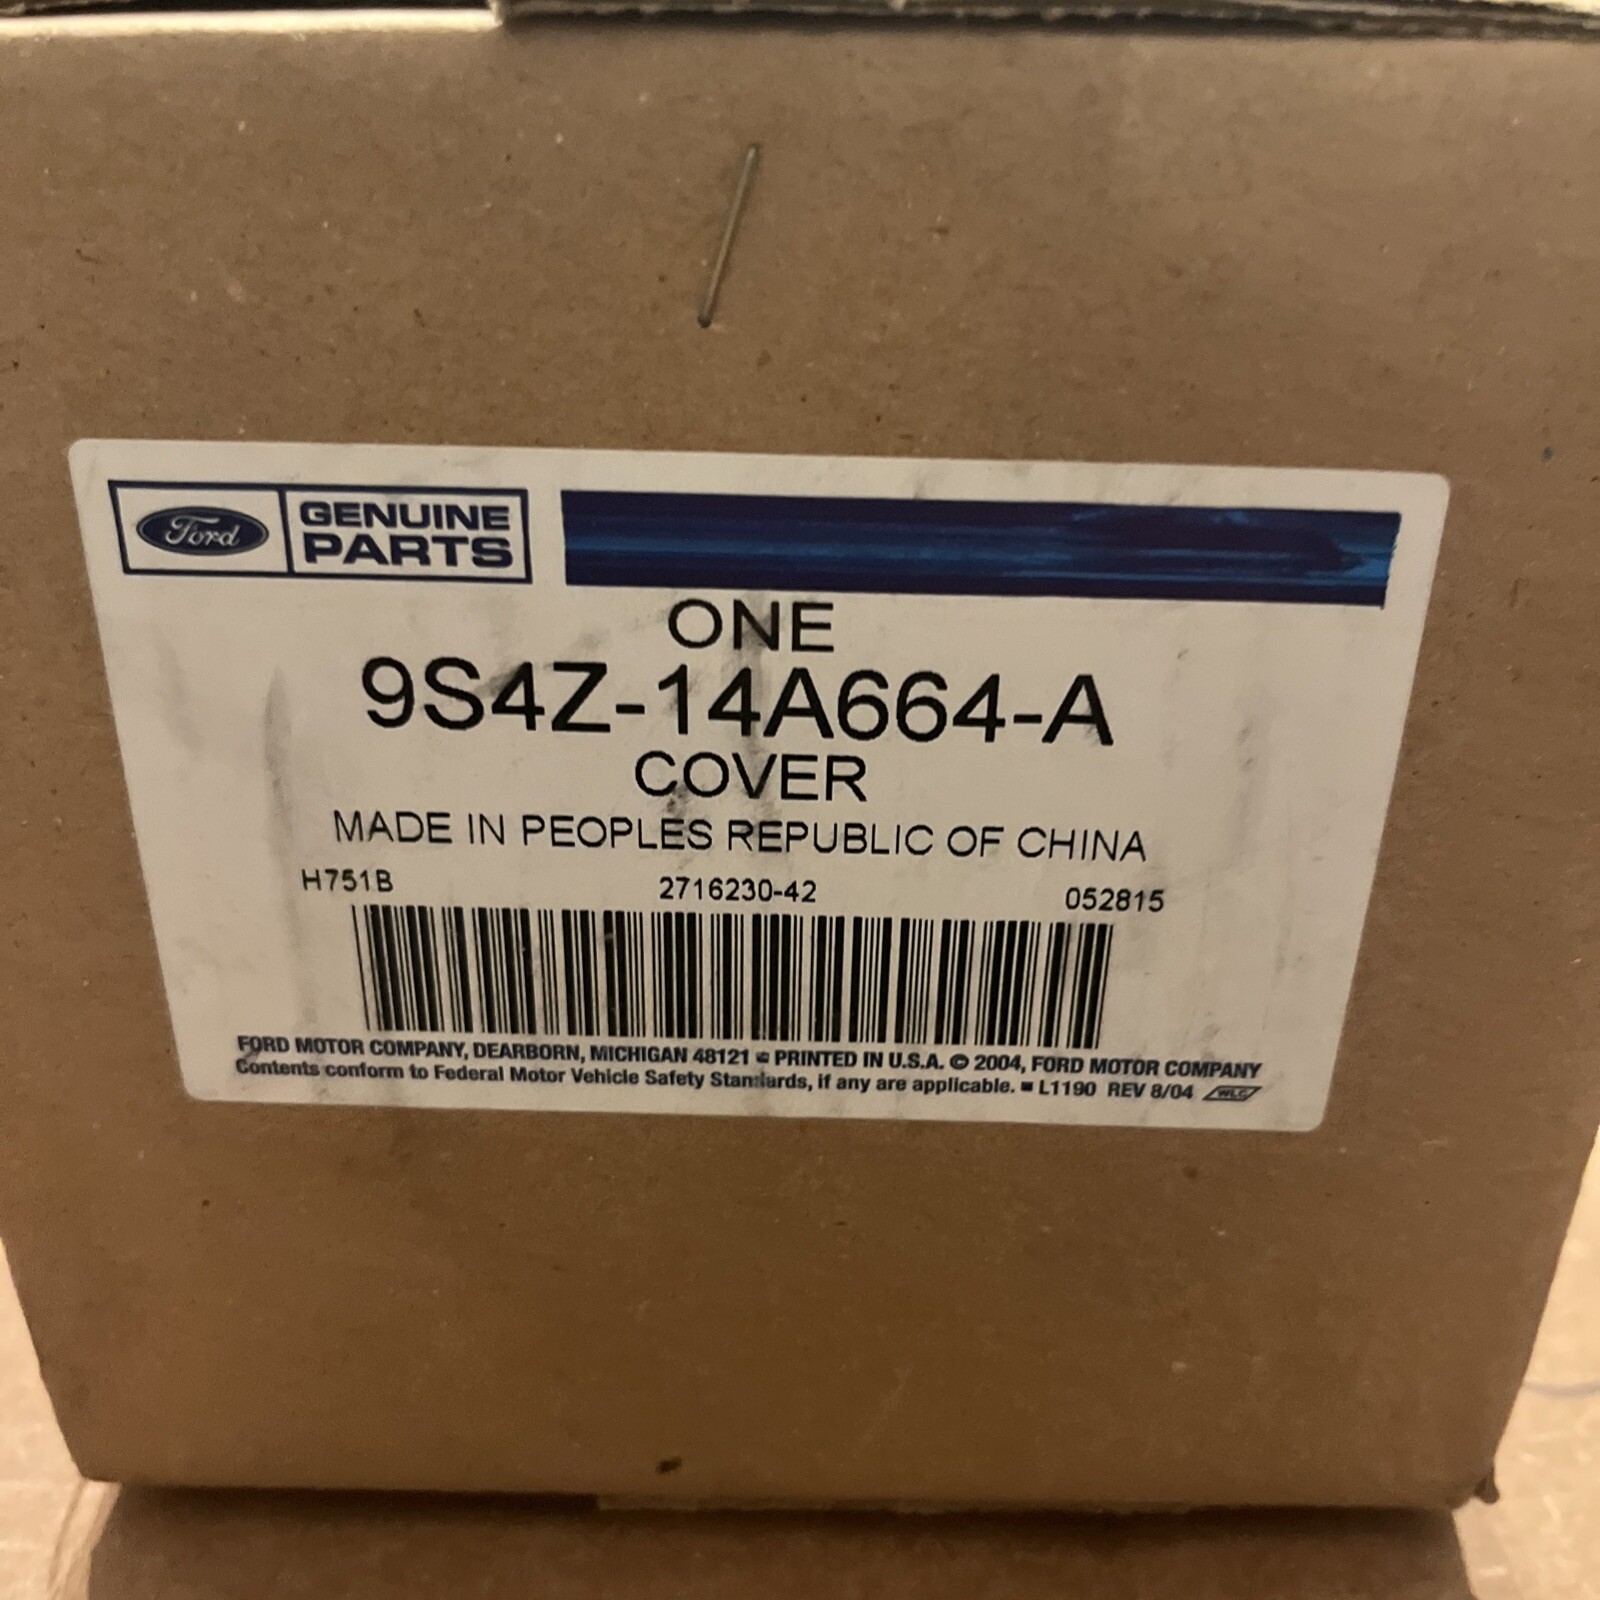 Ford GENUINE PARTS
ONE
9S4Z-14A664-A
COVER
MADE IN PEOPLES REPUBLIC OF CHINA
H751B 2716230-42 052815
FORD MOTOR COMPANY, DEARBORN, MICHIGAN 48121 PRINTED IN U.S.A. © 2004, FORD MOTOR COMPANY
Contents conform to Federal Motor Vehicle Safety Standards, if any are applicable. ■ L1190 REV 8/04 WLC